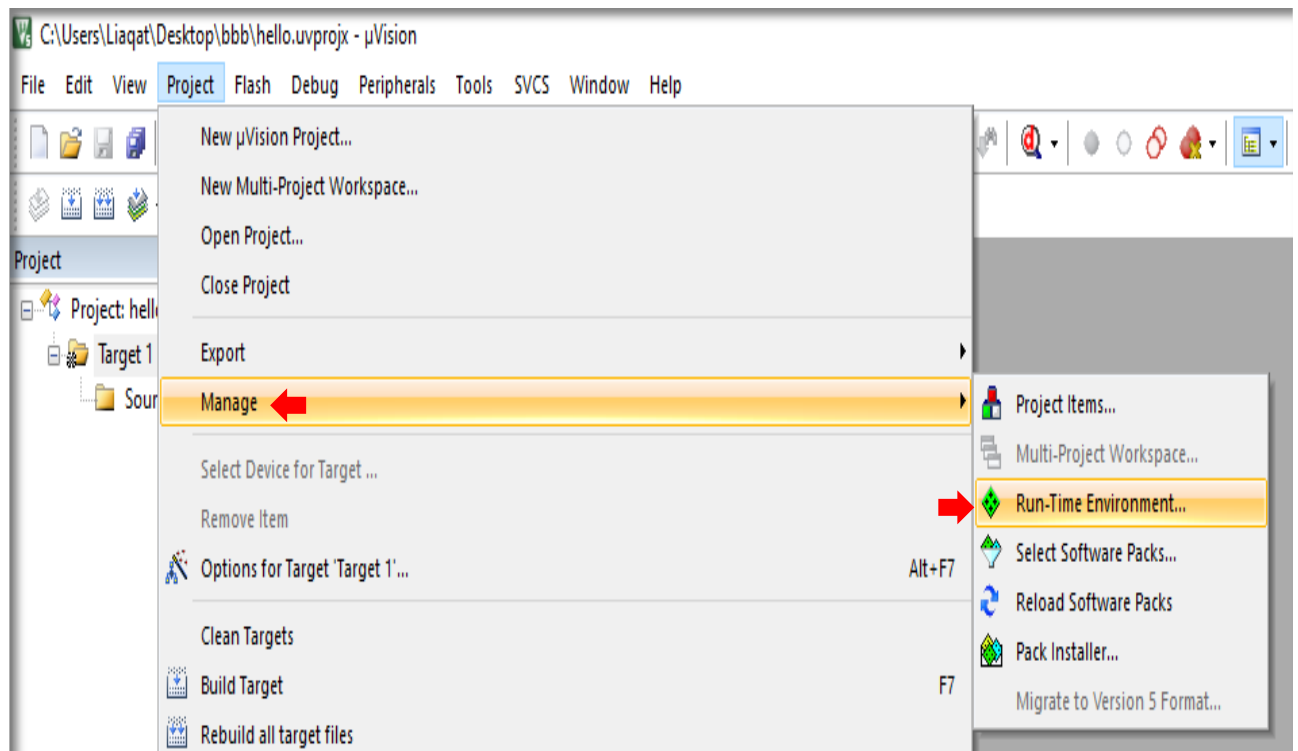 C:\Users\Liaqat\Desktop\bbb\hello.uvprojx - µVision
File Edit View Project Flash Debug Peripherals Tools SVCS Window Help
New µVision Project...
New Multi-Project Workspace...
Open Project...
Close Project
Project
Project: hello
Target 1
Sour
Export
Manage
Select Device for Target ...
Remove Item
Options for Target 'Target 1'... Alt+F7
Clean Targets
Build Target F7
Rebuild all target files
Project Items...
Multi-Project Workspace...
Run-Time Environment...
Select Software Packs...
Reload Software Packs
Pack Installer...
Migrate to Version 5 Format...